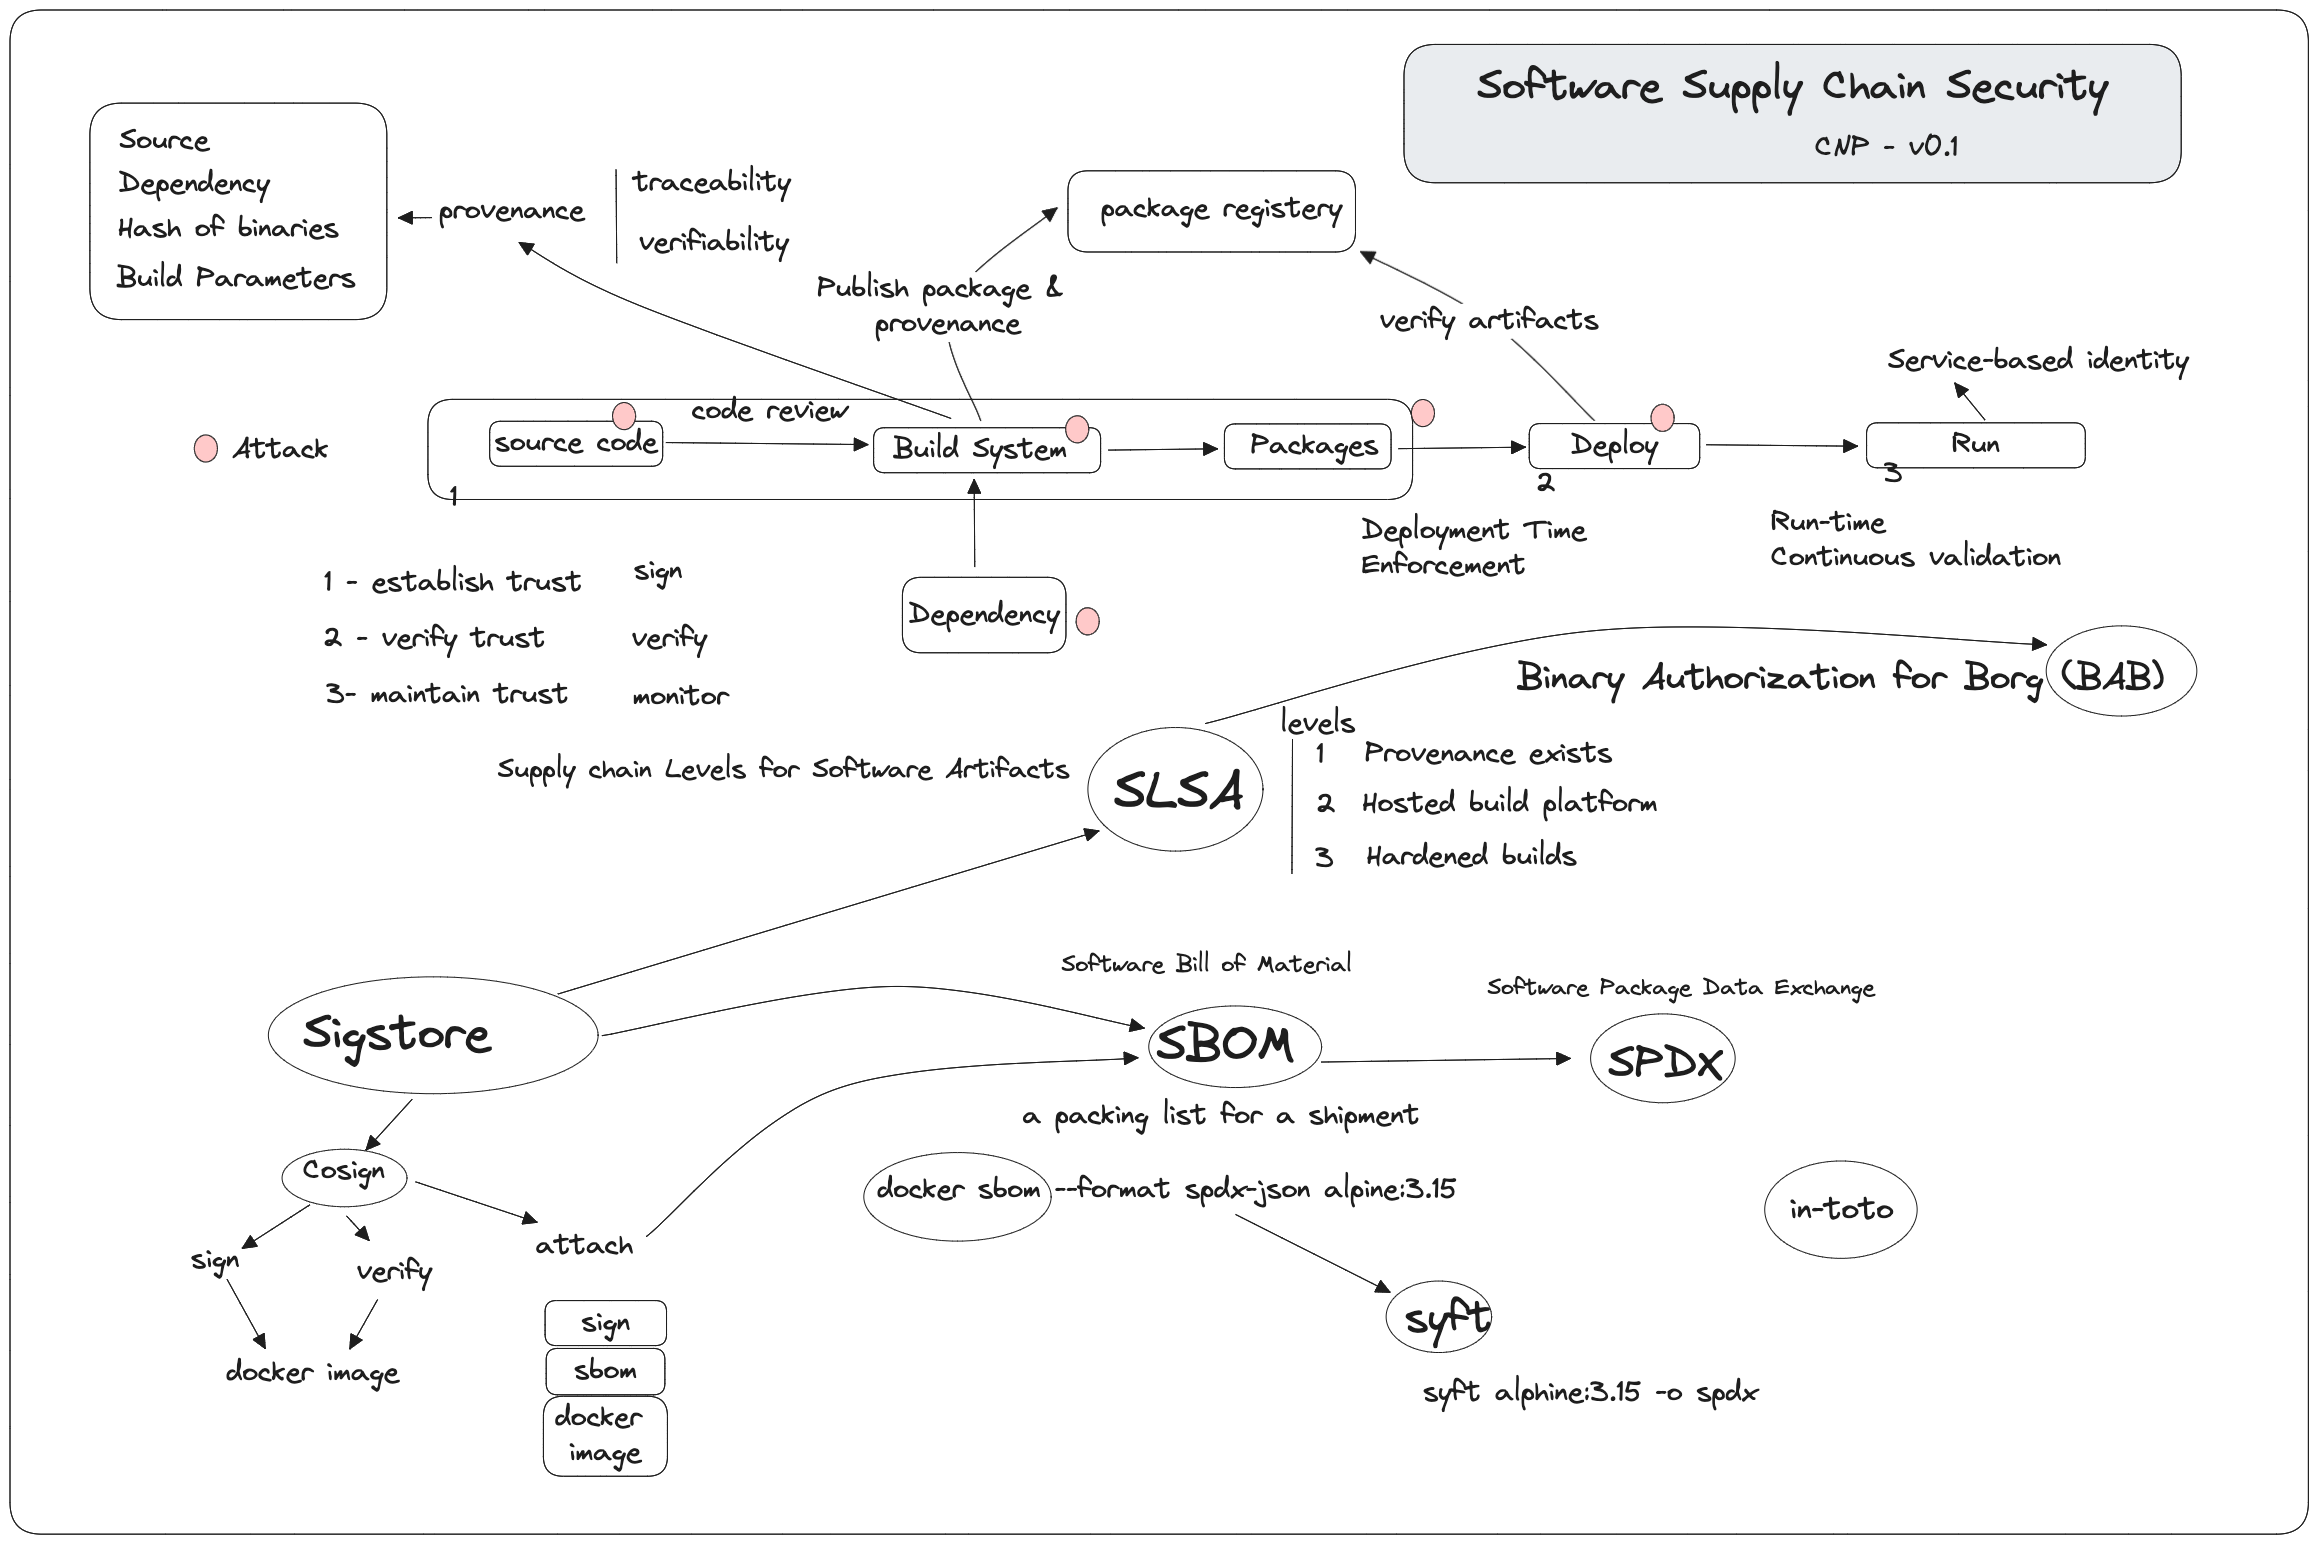 Software Supply Chain Security
CNP - v0.1
Source
Dependency
Hash of binaries
Build Parameters
provenance
traceability
verifiability
package registery
Publish package &
provenance
verify artifacts
Service-based identity
Attack
source code
code review
Build System
Packages
Deploy
Run
1
2
3
Deployment Time
Enforcement
Run-time
Continuous validation
Dependency
1 - establish trust
sign
2 - verify trust
verify
3- maintain trust
monitor
Binary Authorization for Borg (BAB)
Supply chain Levels for Software Artifacts
SLSA
levels
1 Provenance exists
2 Hosted build platform
3 Hardened builds
Sigstore
Software Bill of Material
SBOM
a packing list for a shipment
Software Package Data Exchange
SPDX
Cosign
sign
verify
attach
docker image
sign
sbom
docker
image
docker sbom --format spdx-json alpine:3.15
in-toto
syft
syft alphine:3.15 -o spdx